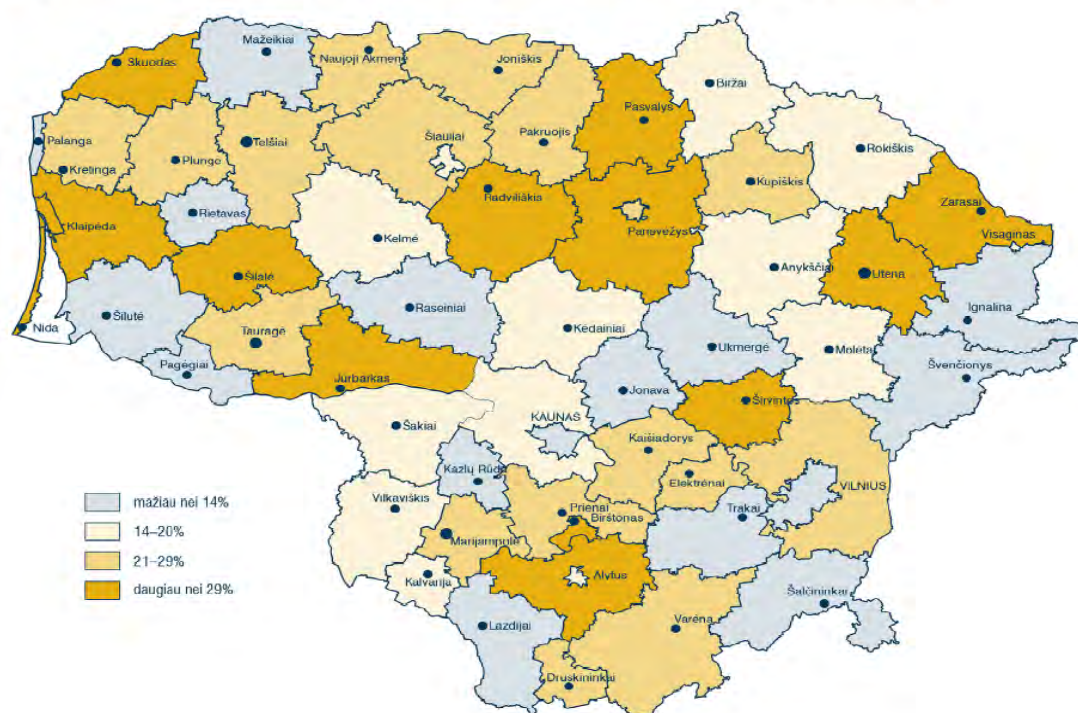 Mažeikiai
Skuodas
Naujoji Akmenė
Joniškis
Biržai
Pasvalys
Palanga
Šiauliai
Pakruojis
Telšiai
Plungė
Kretinga
Rokiškis
Kupiškis
Radviliškis
Rietavas
Zarasai
Klaipėda
Kelmė
Panevėžys
Visaginas
Anykščiai
Utena
Šilalė
Raseiniai
Ignalina
Šilutė
Nida
Kėdainiai
Tauragė
Ukmergė
Molėtai
Pagėgiai
Švenčionys
Jurbarkas
Jonava
Širvintos
KAUNAS
Šakiai
Kaišiadorys
Kazlų Rūda
Elektrėnai
VILNIUS
Vilkaviškis
Prienai
Trakai
Birštonas
Marijampolė
Kalvarija
Alytus
Šalčininkai
Lazdijai
Varėna
Druskininkai
mažiau nei 14%
14–20%
21–29%
daugiau nei 29%